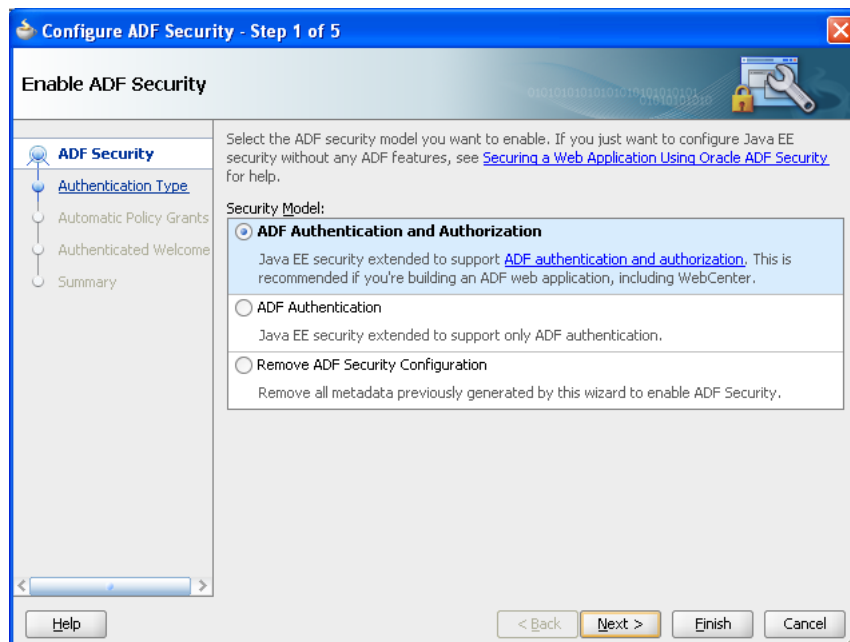 Configure ADF Security - Step 1 of 5
Enable ADF Security
ADF Security
Authentication Type
Automatic Policy Grants
Authenticated Welcome
Summary
Select the ADF security model you want to enable. If you just want to configure Java EE
security without any ADF features, see Securing a Web Application Using Oracle ADF Security
for help.
Security Model:
ADF Authentication and Authorization
Java EE security extended to support ADF authentication and authorization. This is
recommended if you're building an ADF web application, including WebCenter.
ADF Authentication
Java EE security extended to support only ADF authentication.
Remove ADF Security Configuration
Remove all metadata previously generated by this wizard to enable ADF Security.
Help
< Back
Next >
Finish
Cancel